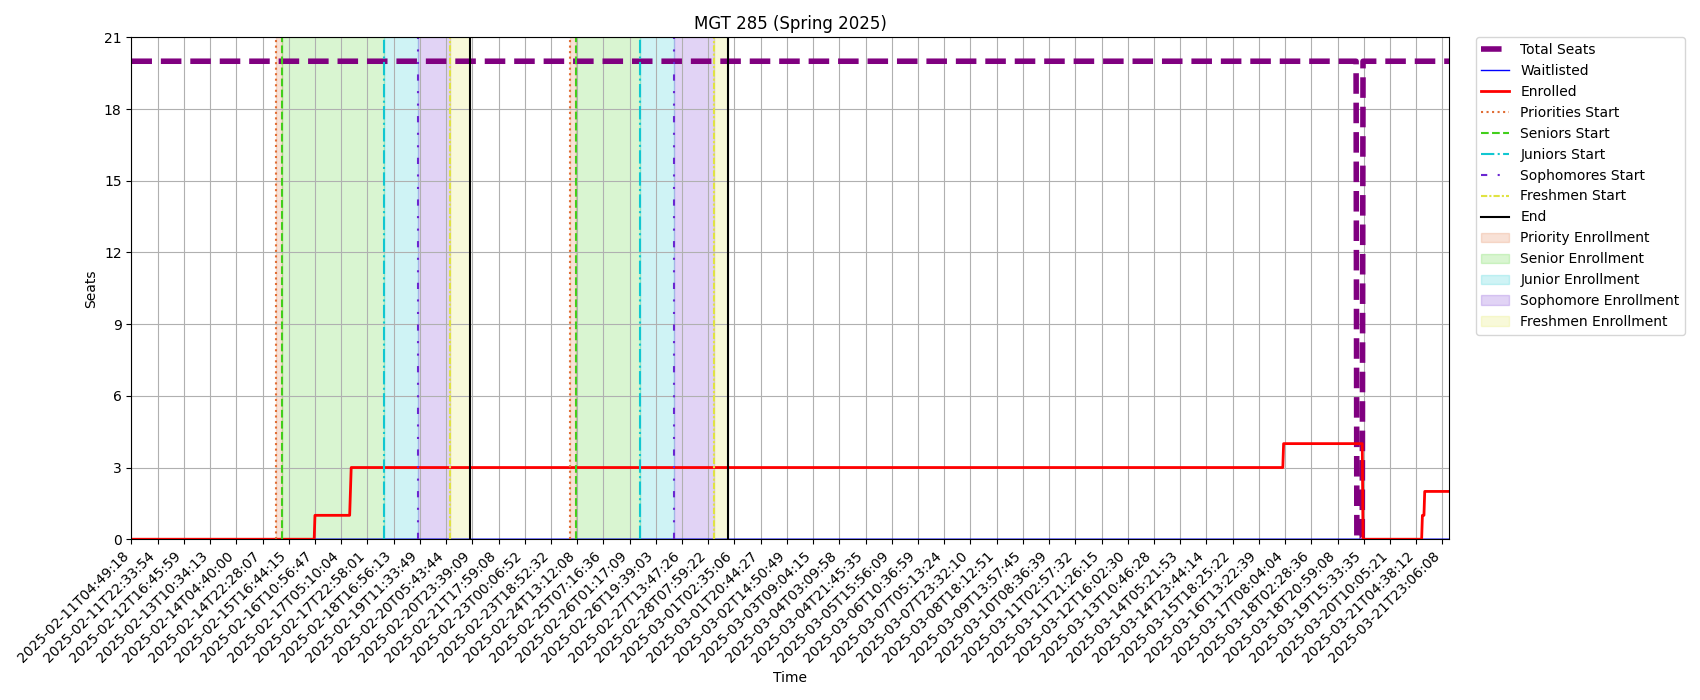 MGT 285 (Spring 2025)
21
18
15
12
9
6
3
0
Seats
2025-02-11T04:49:18
2025-02-11T22:33:54
2025-02-12T16:45:59
2025-02-13T10:34:13
2025-02-14T04:40:00
2025-02-14T22:28:07
2025-02-15T16:44:15
2025-02-16T10:56:47
2025-02-17T05:10:04
2025-02-17T22:58:01
2025-02-18T16:56:13
2025-02-19T11:33:49
2025-02-20T05:43:44
2025-02-20T23:39:09
2025-02-21T17:59:08
2025-02-23T00:06:52
2025-02-23T18:52:32
2025-02-24T13:12:08
2025-02-25T07:16:36
2025-02-26T01:17:09
2025-02-26T19:39:03
2025-02-27T13:47:26
2025-02-28T07:59:22
2025-03-01T02:35:06
2025-03-01T20:44:27
2025-03-02T14:50:49
2025-03-03T09:04:15
2025-03-04T03:09:58
2025-03-04T21:45:35
2025-03-05T15:56:09
2025-03-06T10:36:59
2025-03-07T05:13:24
2025-03-07T23:32:10
2025-03-08T18:12:51
2025-03-09T13:57:45
2025-03-10T08:36:39
2025-03-11T02:57:32
2025-03-11T21:26:15
2025-03-12T16:02:30
2025-03-13T10:46:28
2025-03-14T05:21:53
2025-03-14T23:44:14
2025-03-15T18:25:22
2025-03-16T13:22:39
2025-03-17T08:04:04
2025-03-18T02:28:36
2025-03-18T20:59:08
2025-03-19T15:33:35
2025-03-20T10:05:21
2025-03-21T04:38:12
2025-03-21T23:06:08
Time
Total Seats
Waitlisted
Enrolled
Priorities Start
Seniors Start
Juniors Start
Sophomores Start
Freshmen Start
End
Priority Enrollment
Senior Enrollment
Junior Enrollment
Sophomore Enrollment
Freshmen Enrollment